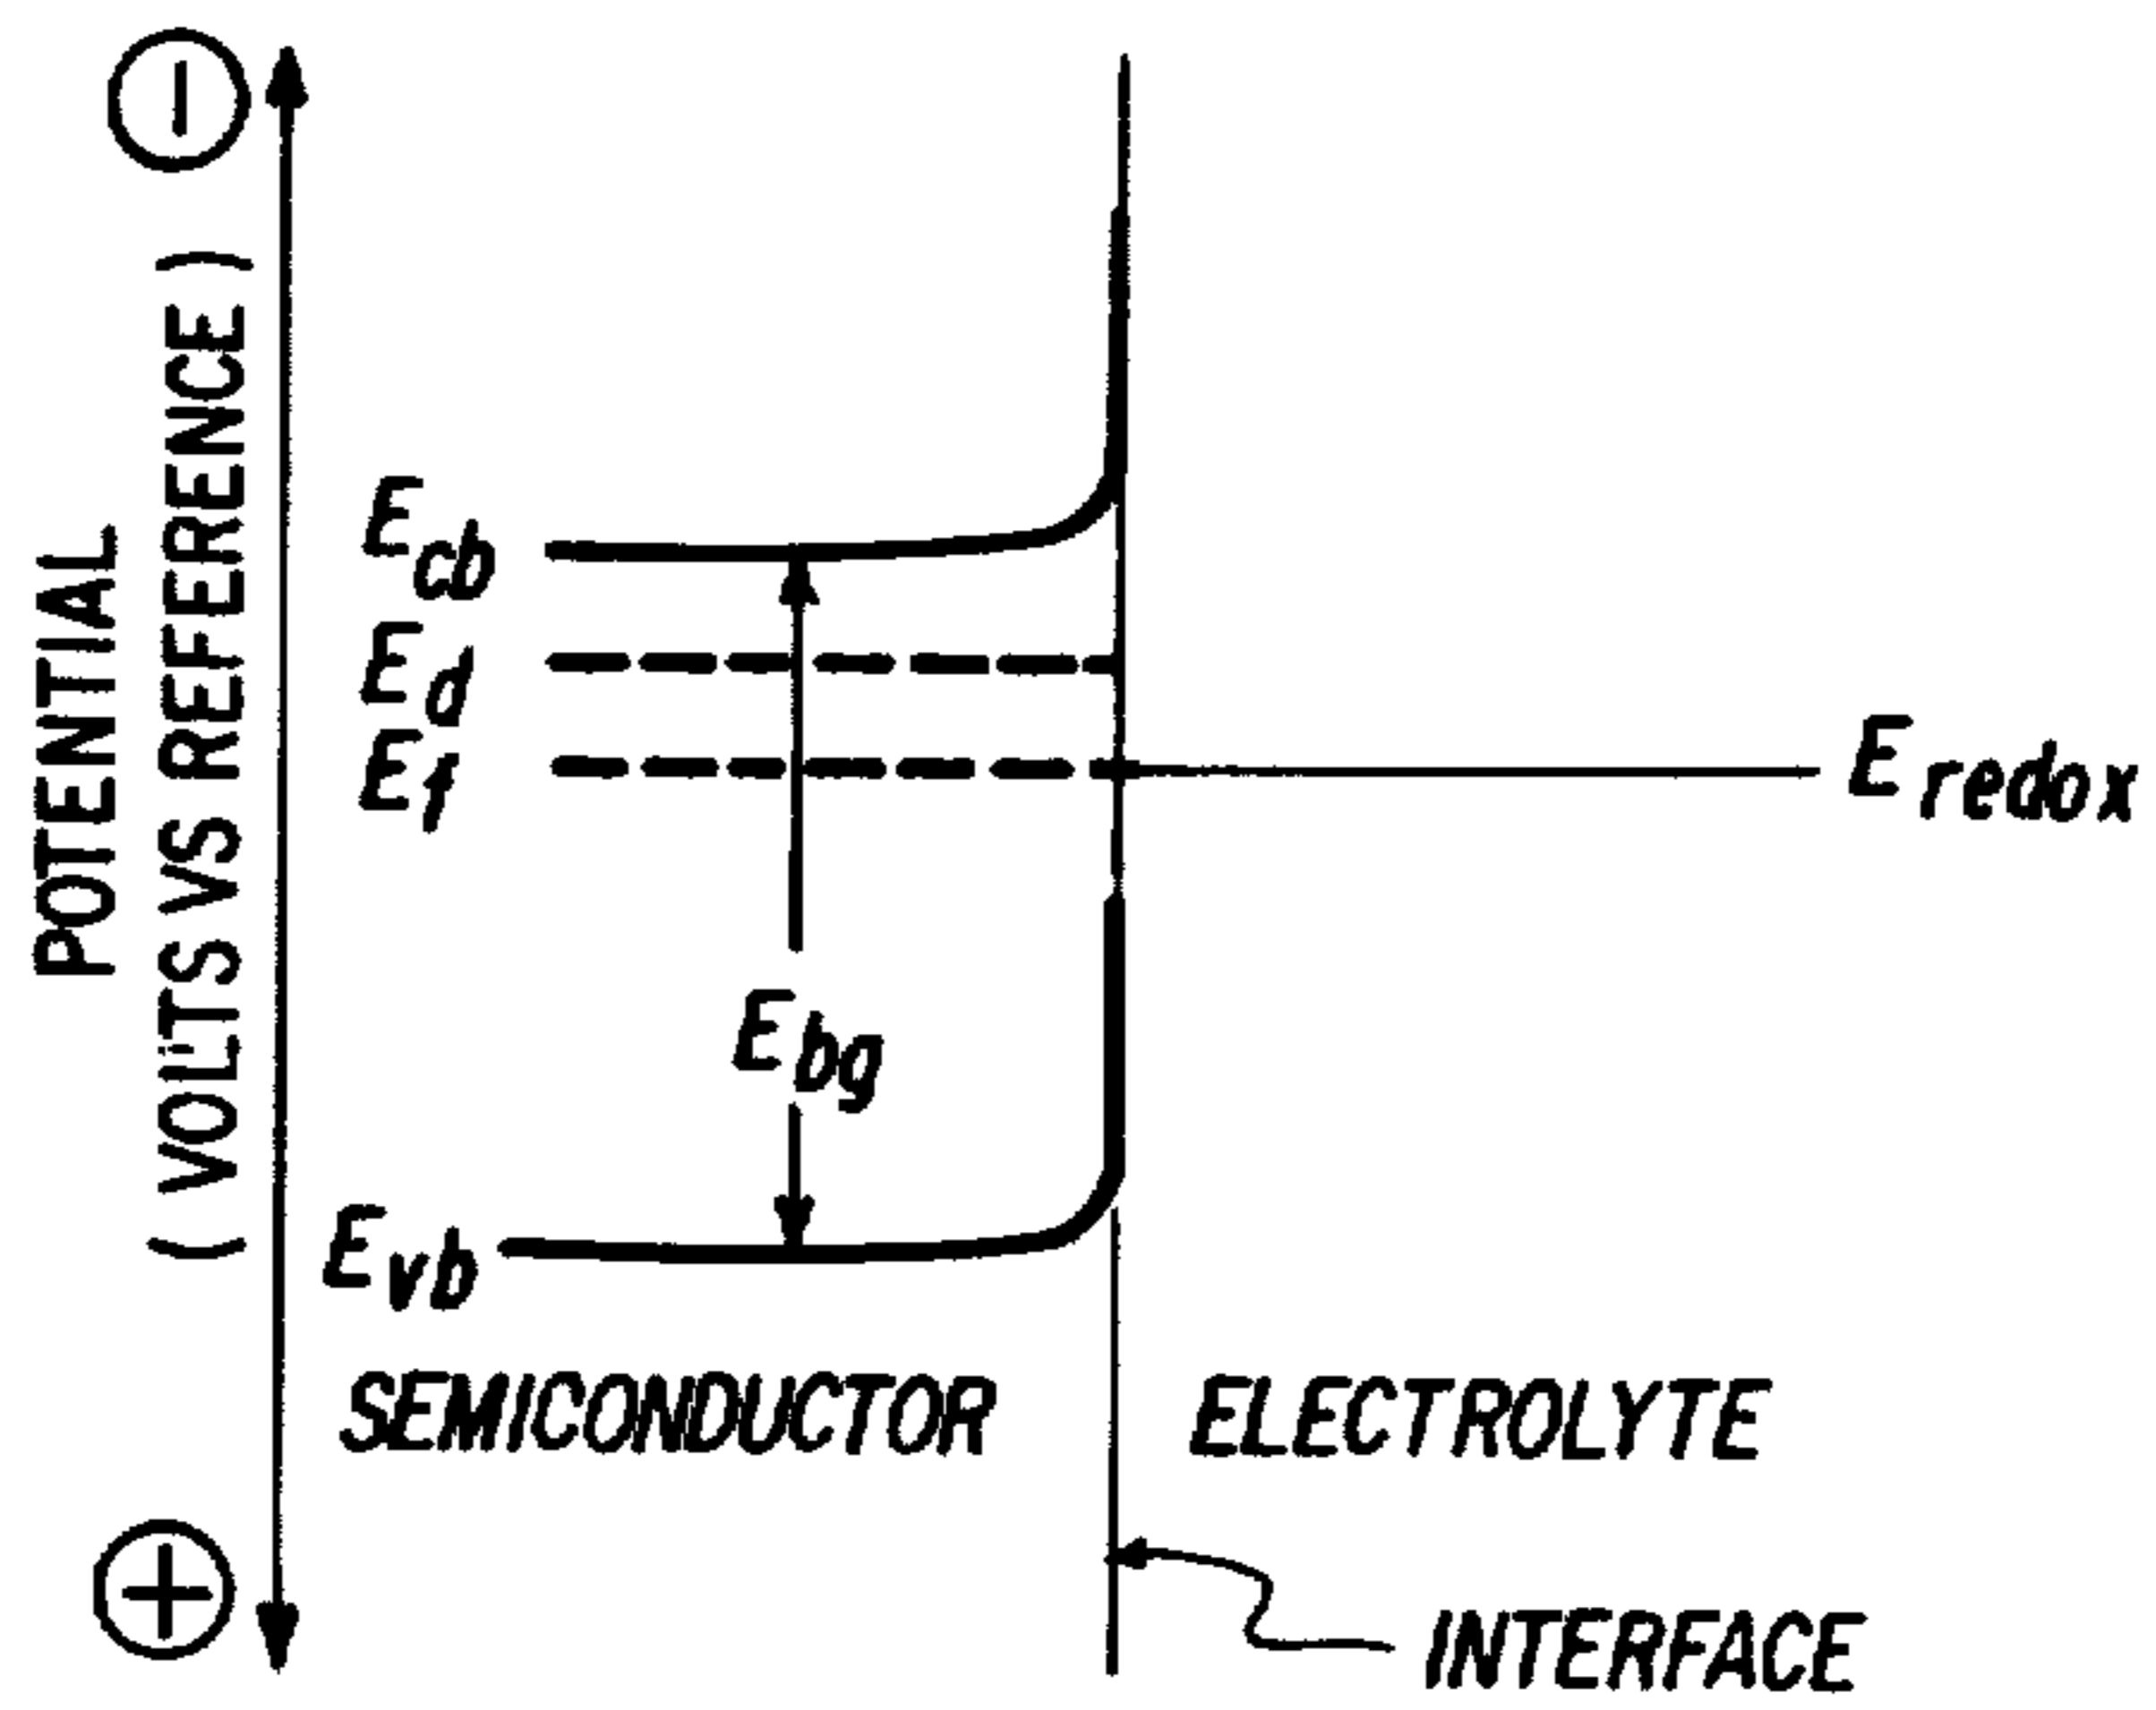 −
POTENTIAL
( VOLTS VS REFERENCE )
E_cb
E_d
E_f
E_redox
E_bg
E_vb
SEMICONDUCTOR
ELECTROLYTE
+
INTERFACE